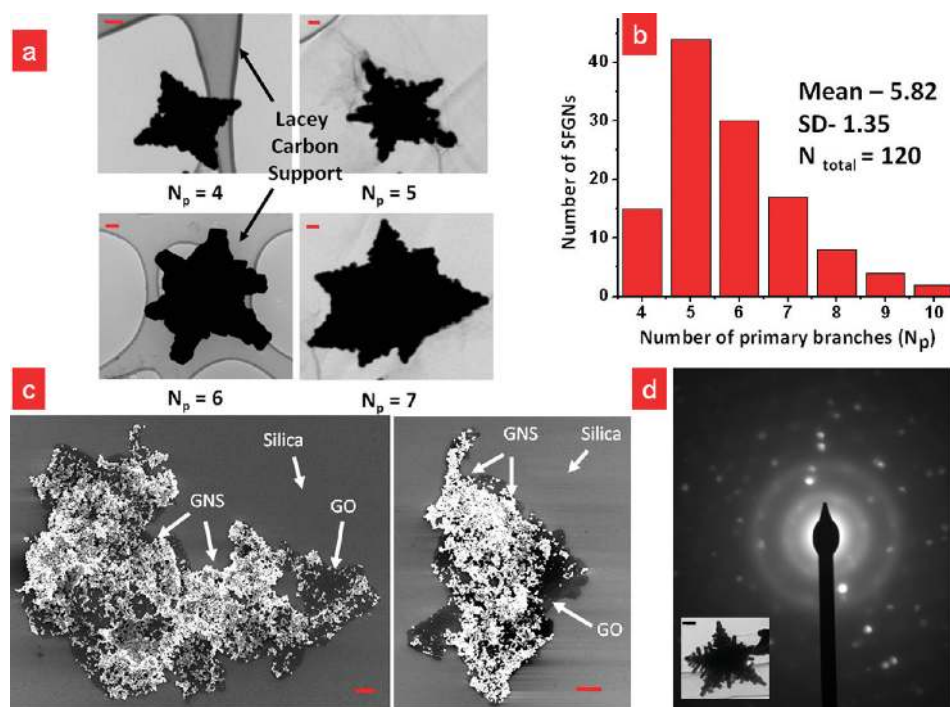 a
Lacey
Carbon
Support
Np = 4
Np = 5
Np = 6
Np = 7
b
Number of SFGNs
40
30
20
10
0
Mean – 5.82
SD- 1.35
N total = 120
4 5 6 7 8 9 10
Number of primary branches (Np)
c
Silica
GNS
GO
GNS
Silica
GO
d